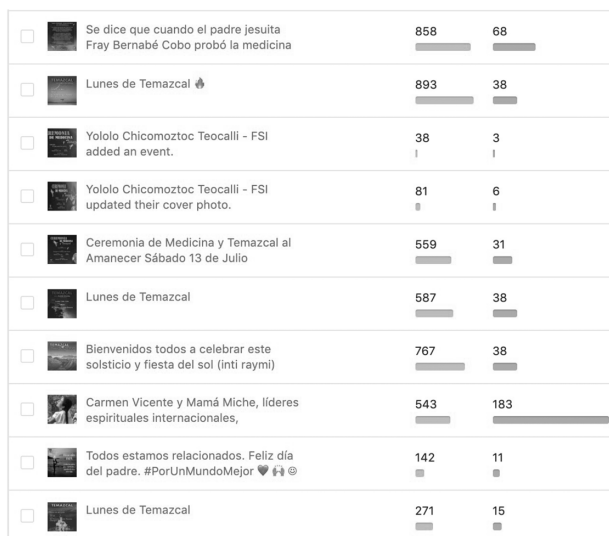 Se dice que cuando el padre jesuita
Fray Bernabé Cobo probó la medicina
858 68
Lunes de Temazcal 🔥
893 38
Yololo Chicomoztoc Teocalli - FSI
added an event.
38 3
Yololo Chicomoztoc Teocalli - FSI
updated their cover photo.
81 6
Ceremonia de Medicina y Temazcal al
Amanecer Sábado 13 de Julio
559 31
Lunes de Temazcal
587 38
Bienvenidos todos a celebrar este
solsticio y fiesta del sol (inti raymi)
767 38
Carmen Vicente y Mamá Miche, líderes
espirituales internacionales,
543 183
Todos estamos relacionados. Feliz día
del padre. #PorUnMundoMejor
142 11
Lunes de Temazcal
271 15